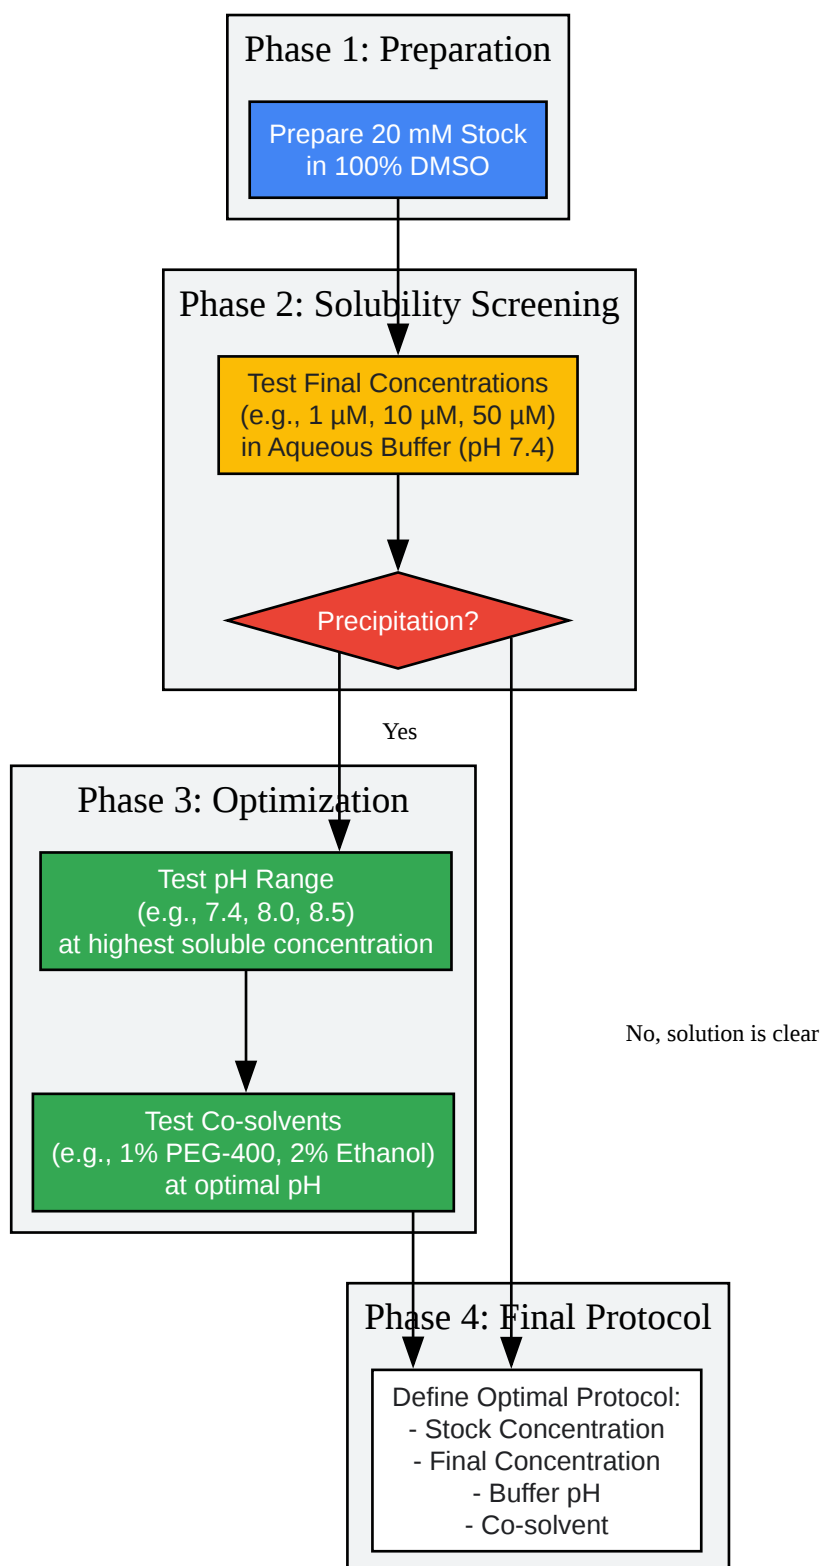 Phase 1: Preparation
Prepare 20 mM Stock
in 100% DMSO
Phase 2: Solubility Screening
Test Final Concentrations
(e.g., 1 µM, 10 µM, 50 µM)
in Aqueous Buffer (pH 7.4)
Precipitation?
Yes
Phase 3: Optimization
Test pH Range
(e.g., 7.4, 8.0, 8.5)
at highest soluble concentration
No, solution is clear
Test Co-solvents
(e.g., 1% PEG-400, 2% Ethanol)
at optimal pH
Phase 4: Final Protocol
Define Optimal Protocol:
- Stock Concentration
- Final Concentration
- Buffer pH
- Co-solvent